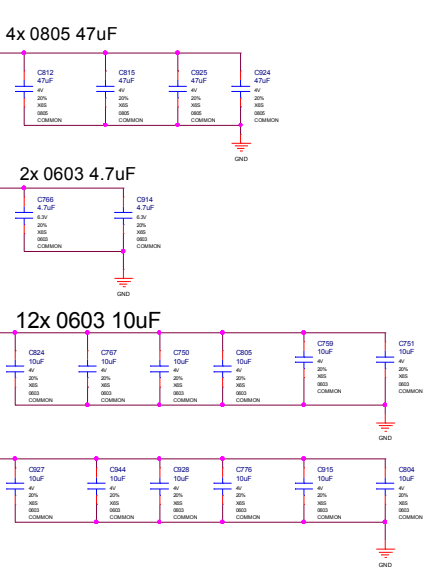 4x 0805 47uF
C812 C815 C925 C924
47uF 47uF 47uF 47uF
4V 4V 4V 4V
20% 20% 20% 20%
X6S X6S X6S X6S
0805 0805 0805 0805
COMMON COMMON COMMON COMMON
GND
2x 0603 4.7uF
C766 C914
4.7uF 4.7uF
6.3V 6.3V
20% 20%
X6S X6S
0603 0603
COMMON COMMON
GND
12x 0603 10uF
C824 C767 C750 C805 C759 C751
10uF 10uF 10uF 10uF 10uF 10uF
4V 4V 4V 4V 4V 4V
20% 20% 20% 20% 20% 20%
X6S X6S X6S X6S X6S X6S
0603 0603 0603 0603 0603 0603
COMMON COMMON COMMON COMMON COMMON COMMON
GND
C927 C944 C928 C776 C915 C804
10uF 10uF 10uF 10uF 10uF 10uF
4V 4V 4V 4V 4V 4V
20% 20% 20% 20% 20% 20%
X6S X6S X6S X6S X6S X6S
0603 0603 0603 0603 0603 0603
COMMON COMMON COMMON COMMON COMMON COMMON
GND